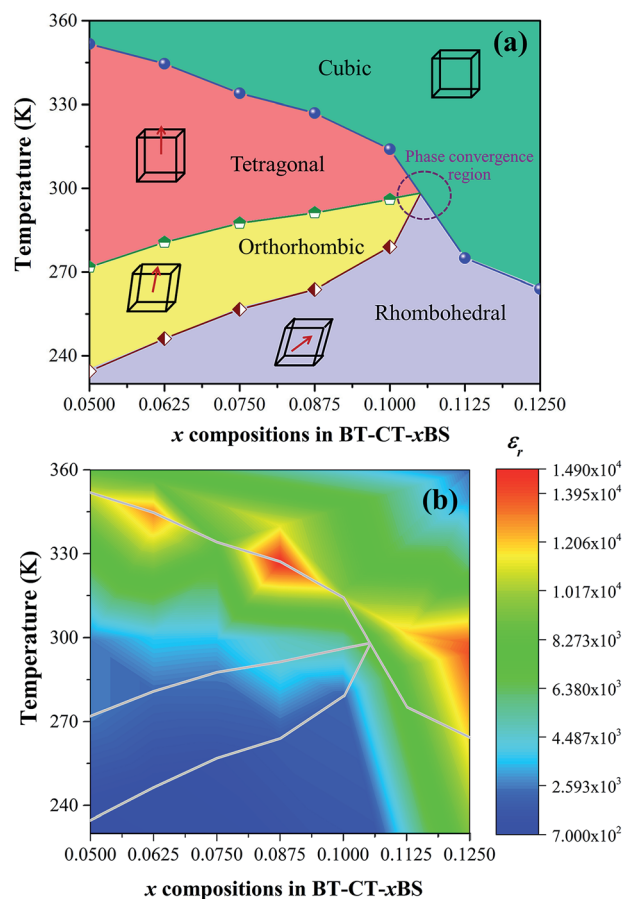 360
(a)
Cubic
330
Temperature (K)
Tetragonal
Phase convergence
region
300
Orthorhombic
270
Rhombohedral
240
0.0500 0.0625 0.0750 0.0875 0.1000 0.1125 0.1250
x compositions in BT-CT-xBS
εr
360
(b)
1.490x10⁴
1.395x10⁴
330
1.206x10⁴
Temperature (K)
1.017x10⁴
300
8.273x10³
6.380x10³
270
4.487x10³
2.593x10³
240
7.000x10²
0.0500 0.0625 0.0750 0.0875 0.1000 0.1125 0.1250
x compositions in BT-CT-xBS